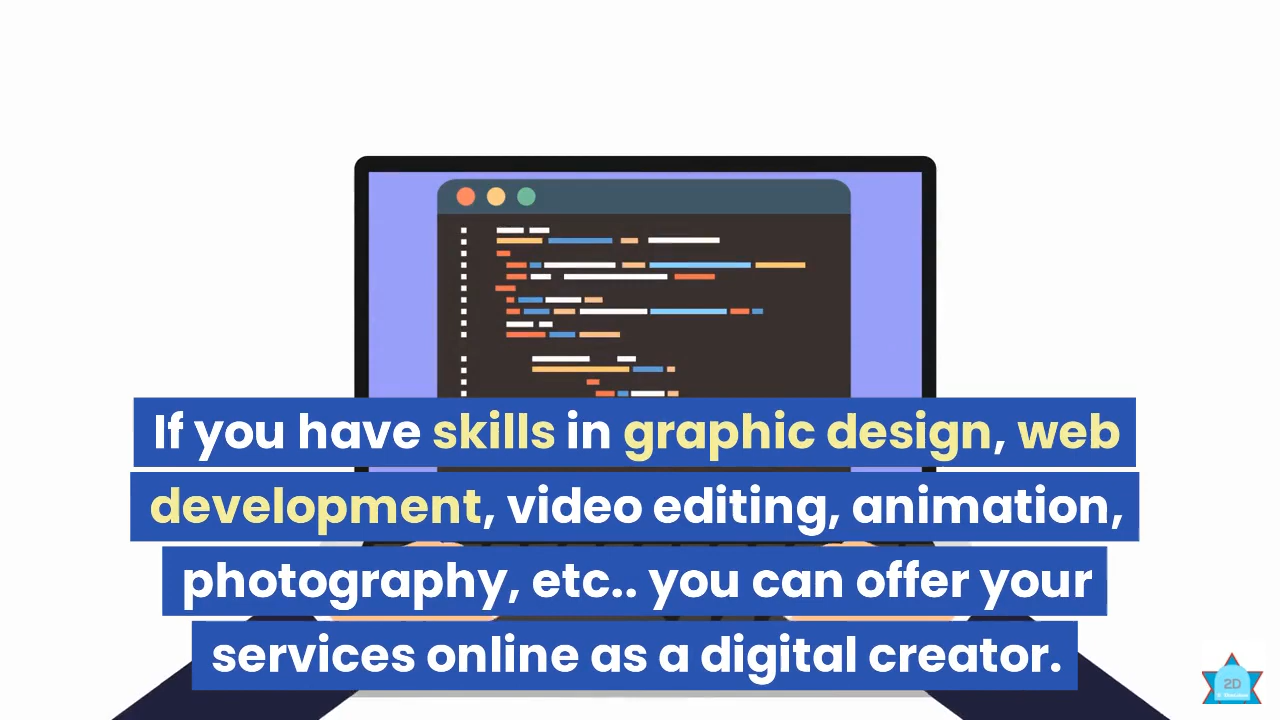 If you have skills in graphic design, web
development, video editing, animation,
photography, etc.. you can offer your
services online as a digital creator.
2D